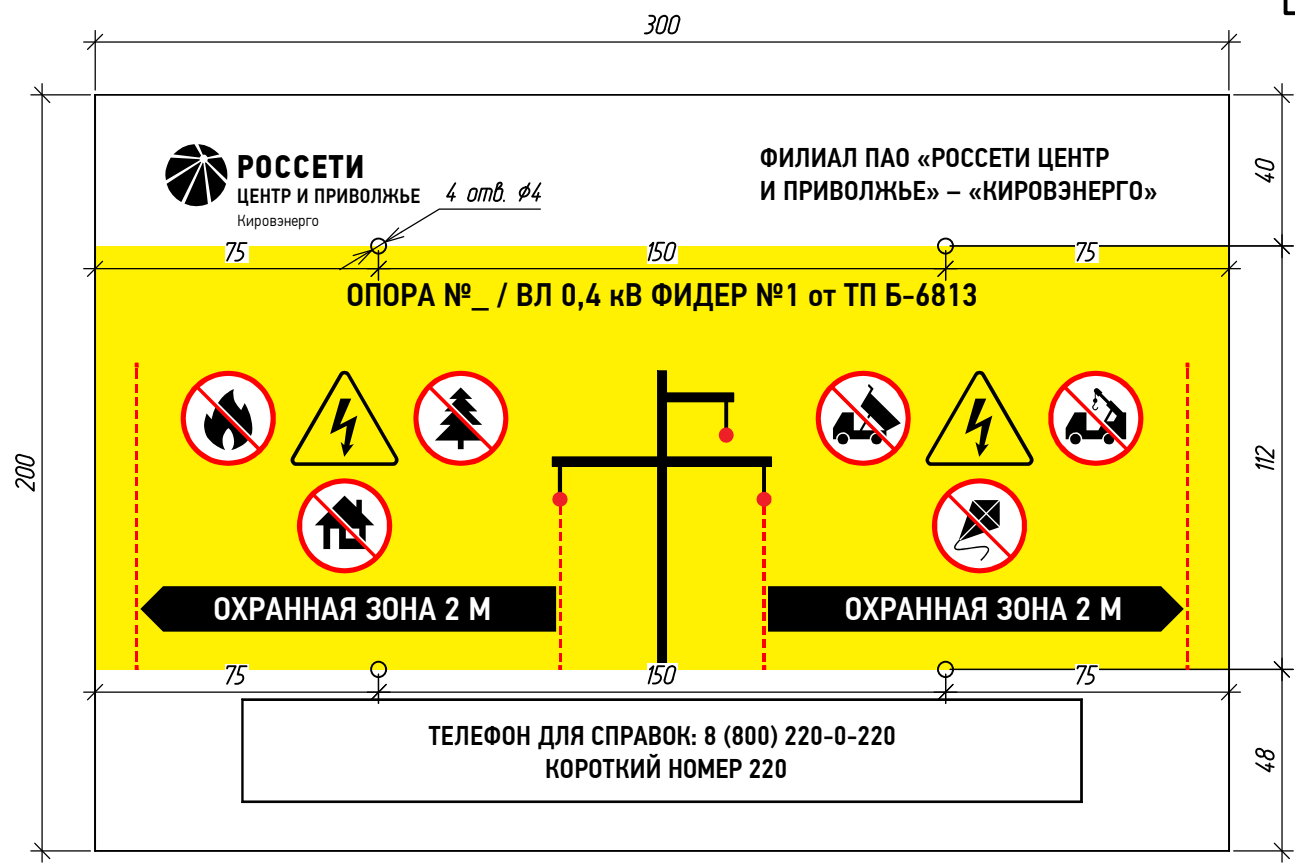 300
РОССЕТИ
ЦЕНТР И ПРИВОЛЖЬЕ
Кировэнерго
4 отв. ϕ4
ФИЛИАЛ ПАО «РОССЕТИ ЦЕНТР
И ПРИВОЛЖЬЕ» – «КИРОВЭНЕРГО»
40
75
150
75
ОПОРА №_ / ВЛ 0,4 кВ ФИДЕР №1 от ТП Б-6813
200
112
ОХРАННАЯ ЗОНА 2 М
ОХРАННАЯ ЗОНА 2 М
75
150
75
ТЕЛЕФОН ДЛЯ СПРАВОК: 8 (800) 220-0-220
КОРОТКИЙ НОМЕР 220
48